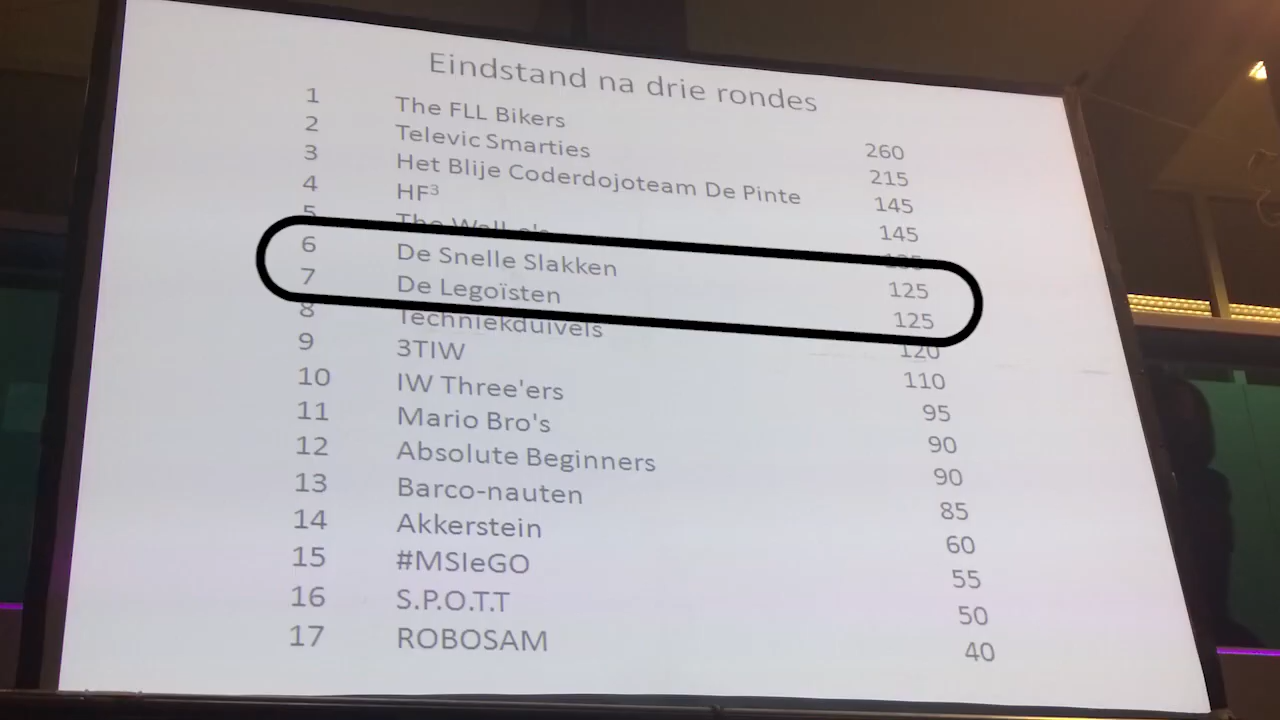 Eindstand na drie rondes
1 The FLL Bikers 260
2 Televic Smarties 215
3 Het Blije Coderdojoteam De Pinte 145
4 HF³ 145
5 The
6 De Snelle Slakken 125
7 De Legoïsten 125
8 Techniekduivels 120
9 3TIW 110
10 IW Three'ers 95
11 Mario Bro's 90
12 Absolute Beginners 90
13 Barco-nauten 85
14 Akkerstein 60
15 #MSIeGO 55
16 S.P.O.T.T 50
17 ROBOSAM 40